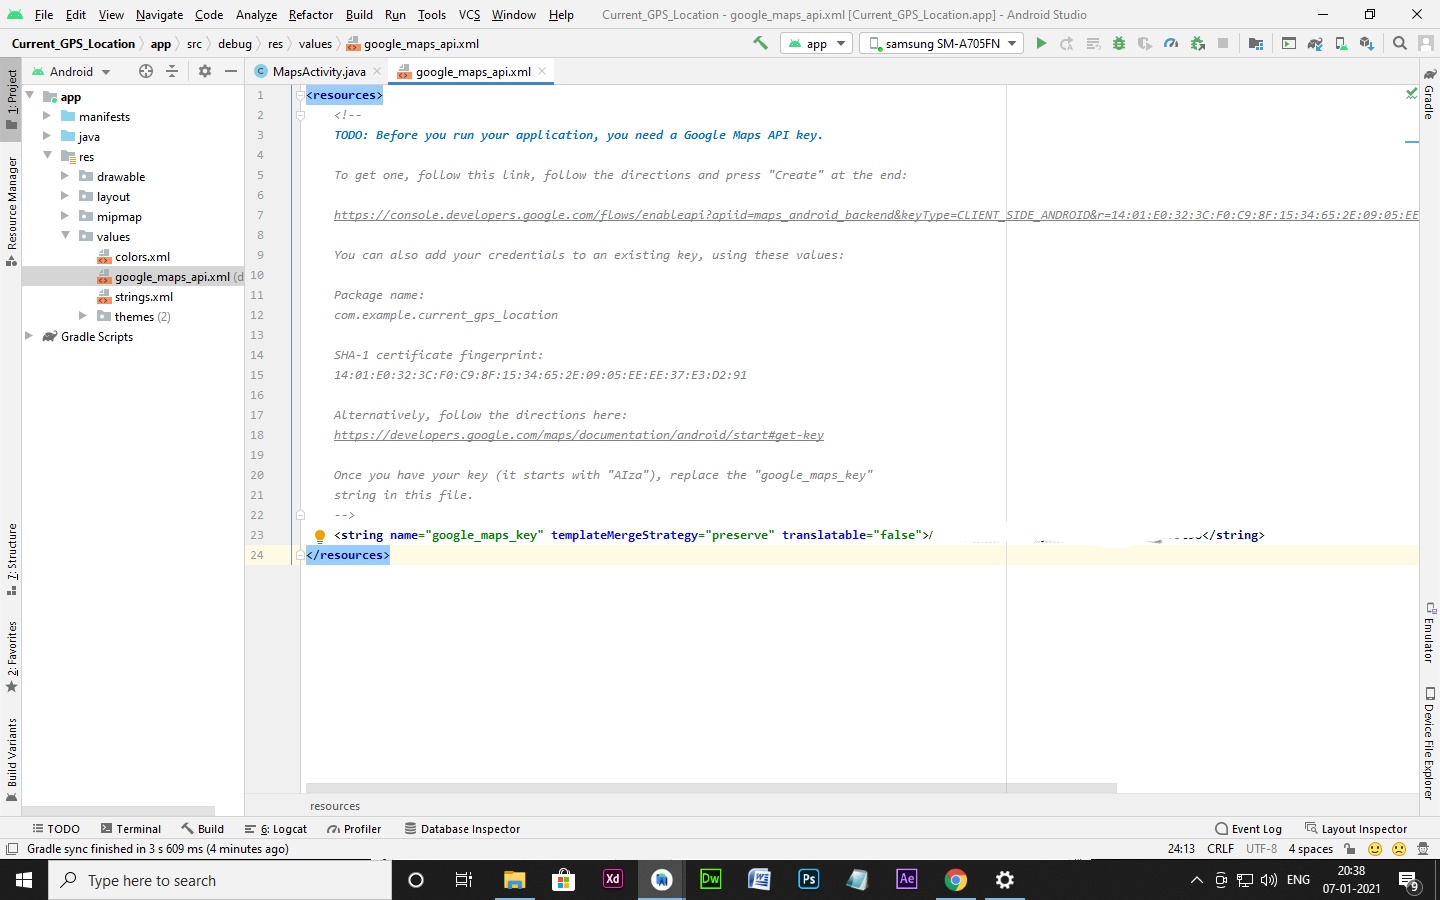 File Edit View Navigate Code Analyze Refactor Build Run Tools VCS Window Help Current_GPS_Location - google_maps_api.xml [Current_GPS_Location.app] - Android Studio
Current_GPS_Location app src debug res values google_maps_api.xml app samsung SM-A705FN
1: Project
Resource Manager
7: Structure
2: Favorites
Build Variants
Android
app
manifests
java
res
drawable
layout
mipmap
values
colors.xml
google_maps_api.xml (d
strings.xml
themes (2)
Gradle Scripts
MapsActivity.java google_maps_api.xml
1 <resources>
2 <!--
3 TODO: Before you run your application, you need a Google Maps API key.
4
5 To get one, follow this link, follow the directions and press "Create" at the end:
6
7 https://console.developers.google.com/flows/enableapi?apiid=maps_android_backend&keyType=CLIENT_SIDE_ANDROID&r=14:01:E0:32:3C:F0:C9:8F:15:34:65:2E:09:05:EE
8
9 You can also add your credentials to an existing key, using these values:
10
11 Package name:
12 com.example.current_gps_location
13
14 SHA-1 certificate fingerprint:
15 14:01:E0:32:3C:F0:C9:8F:15:34:65:2E:09:05:EE:EE:37:E3:D2:91
16
17 Alternatively, follow the directions here:
18 https://developers.google.com/maps/documentation/android/start#get-key
19
20 Once you have your key (it starts with "AIza"), replace the "google_maps_key"
21 string in this file.
22 -->
23 <string name="google_maps_key" templateMergeStrategy="preserve" translatable="false"></string>
24 </resources>
resources
Gradle
Emulator
Device File Explorer
TODO Terminal Build 6: Logcat Profiler Database Inspector Event Log Layout Inspector
Gradle sync finished in 3 s 609 ms (4 minutes ago) 24:13 CRLF UTF-8 4 spaces
Type here to search Xd Dw W Ps Ae ENG 20:38
07-01-2021 9